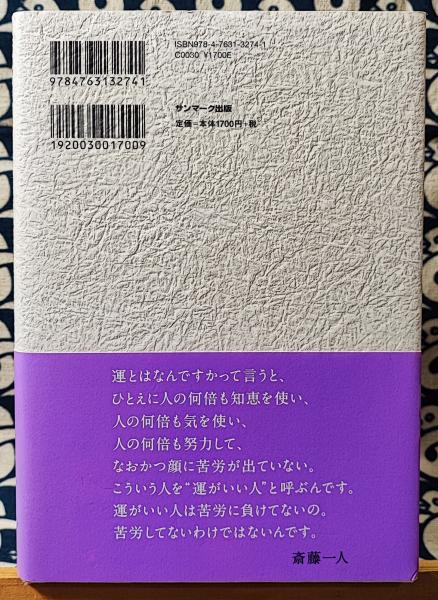 ISBN978-4-7631-3274-1
C0030 ¥1700E
9784763132741
サンマーク出版
定価=本体1700円+税
1920030017009
運とはなんですかって言うと、
ひとえに人の何倍も知恵を使い、
人の何倍も気を使い、
人の何倍も努力して、
なおかつ顔に苦労が出ていない。
こういう人を“運がいい人”と呼ぶんです。
運がいい人は苦労に負けてないの。
苦労してないわけではないんです。
斎藤一人